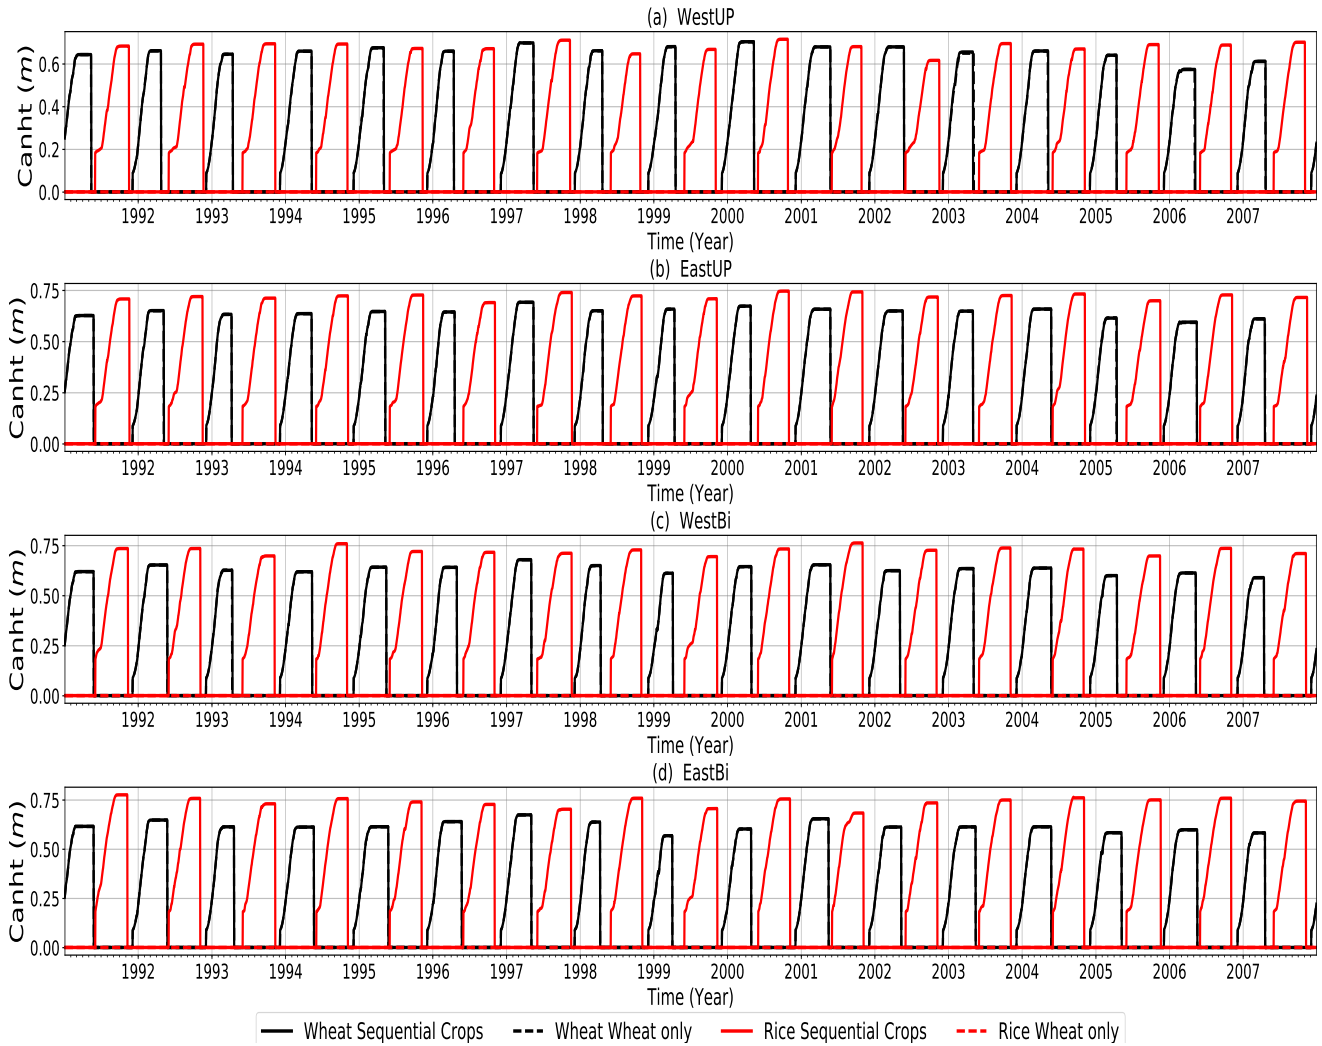 (a) WestUP
Canht (m)
0.6
0.4
0.2
0.0
1992 1993 1994 1995 1996 1997 1998 1999 2000 2001 2002 2003 2004 2005 2006 2007
Time (Year)
(b) EastUP
Canht (m)
0.75
0.50
0.25
0.00
1992 1993 1994 1995 1996 1997 1998 1999 2000 2001 2002 2003 2004 2005 2006 2007
Time (Year)
(c) WestBi
Canht (m)
0.75
0.50
0.25
0.00
1992 1993 1994 1995 1996 1997 1998 1999 2000 2001 2002 2003 2004 2005 2006 2007
Time (Year)
(d) EastBi
Canht (m)
0.75
0.50
0.25
0.00
1992 1993 1994 1995 1996 1997 1998 1999 2000 2001 2002 2003 2004 2005 2006 2007
Time (Year)
Wheat Sequential Crops Wheat Wheat only Rice Sequential Crops Rice Wheat only